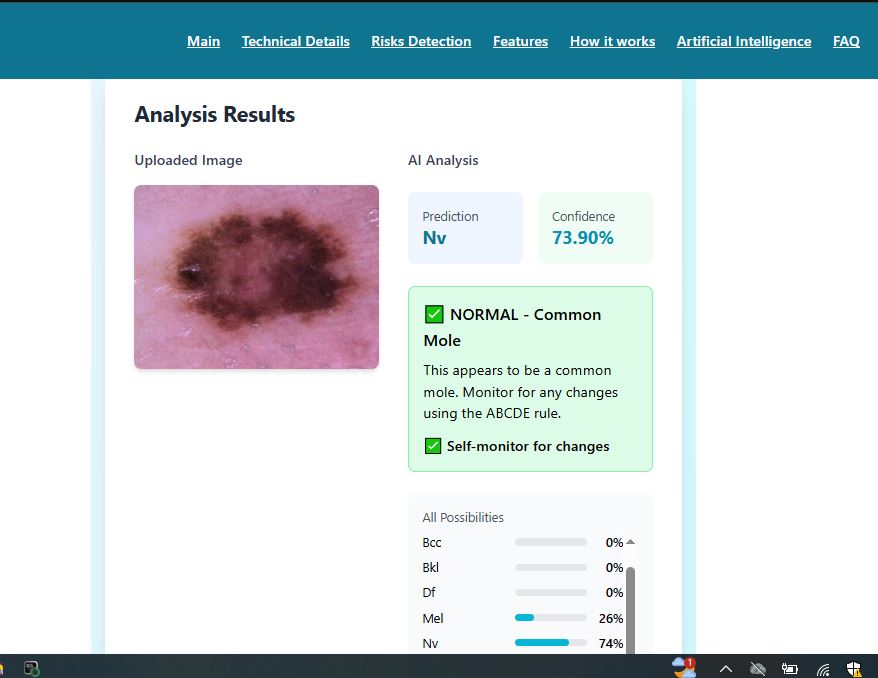 Main Technical Details Risks Detection Features How it works Artificial Intelligence FAQ
Analysis Results
Uploaded Image
AI Analysis
Prediction
Nv
Confidence
73.90%
✅ NORMAL - Common
Mole
This appears to be a common
mole. Monitor for any changes
using the ABCDE rule.
✅ Self-monitor for changes
All Possibilities
Bcc 0%
Bkl 0%
Df 0%
Mel 26%
Nv 74%
1